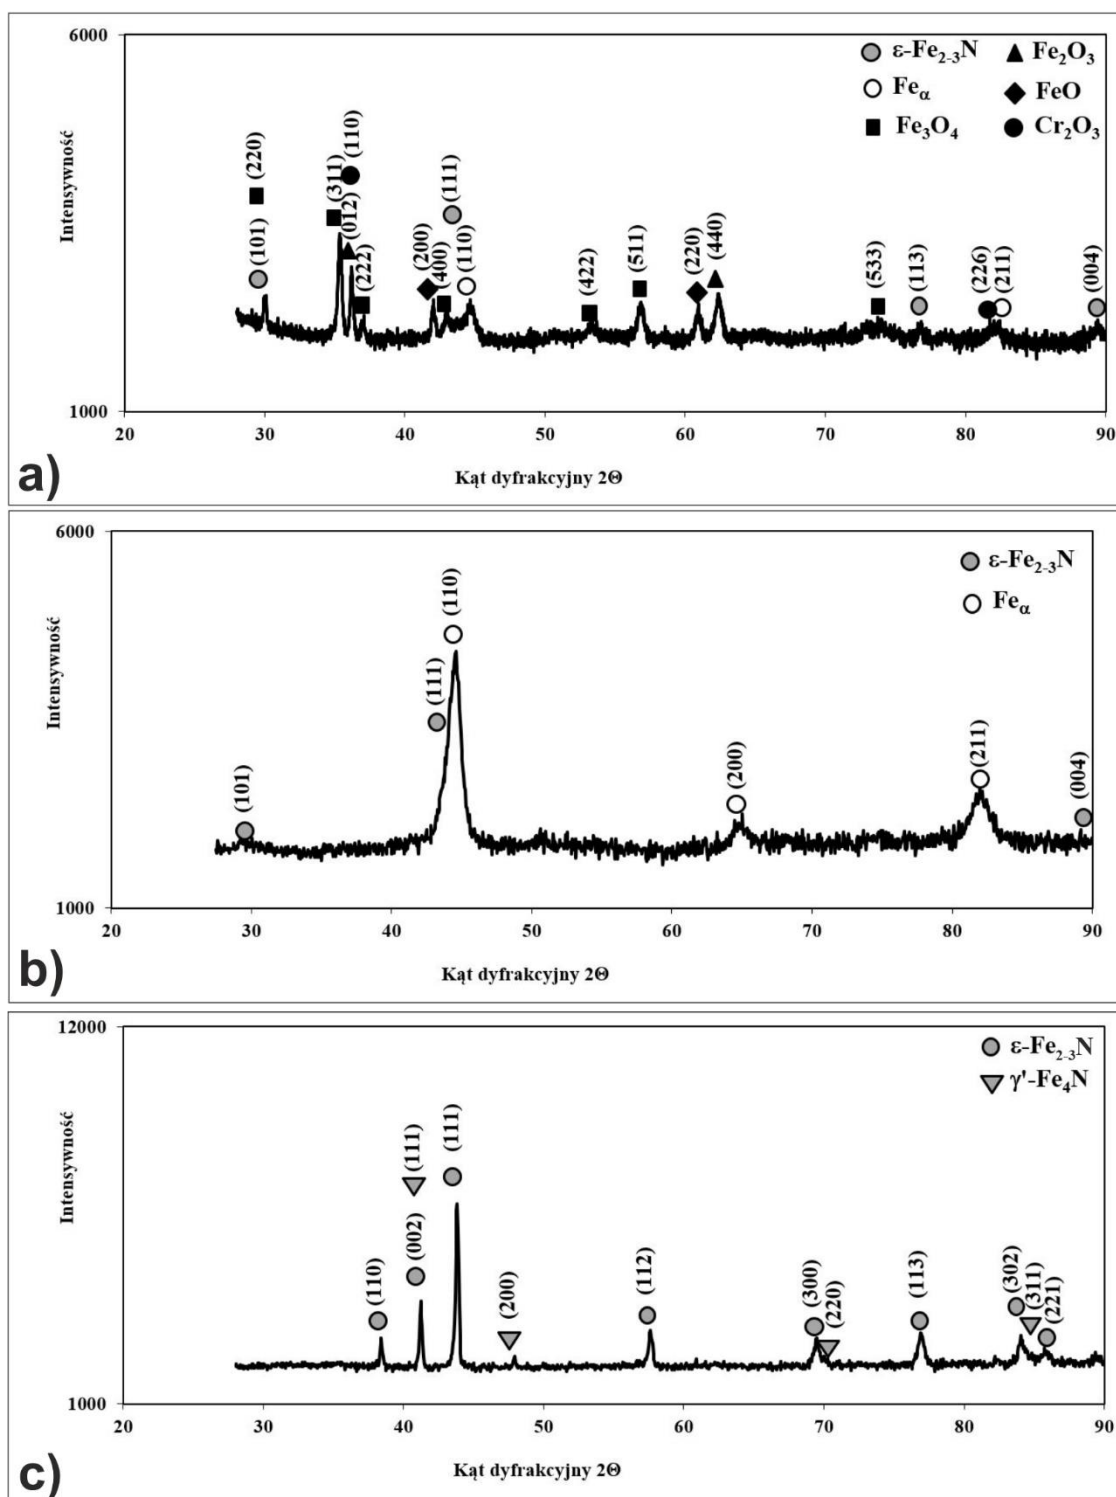 6000
ε-Fe₂₋₃N
Fe₂O₃
Feα
FeO
Fe₃O₄
Cr₂O₃
Intensywność
(220)
(101)
(311)
(110)
(012)
(222)
(200)
(400)
(111)
(110)
(422)
(511)
(220)
(440)
(533)
(113)
(226)
(211)
(004)
1000
20 30 40 50 60 70 80 90
Kąt dyfrakcyjny 2Θ
a)
6000
ε-Fe₂₋₃N
Feα
Intensywność
(101)
(111)
(110)
(200)
(211)
(004)
1000
20 30 40 50 60 70 80 90
Kąt dyfrakcyjny 2Θ
b)
12000
ε-Fe₂₋₃N
γ'-Fe₄N
Intensywność
(110)
(111)
(002)
(111)
(200)
(112)
(300)
(220)
(113)
(302)
(311)
(221)
1000
20 30 40 50 60 70 80 90
Kąt dyfrakcyjny 2Θ
c)